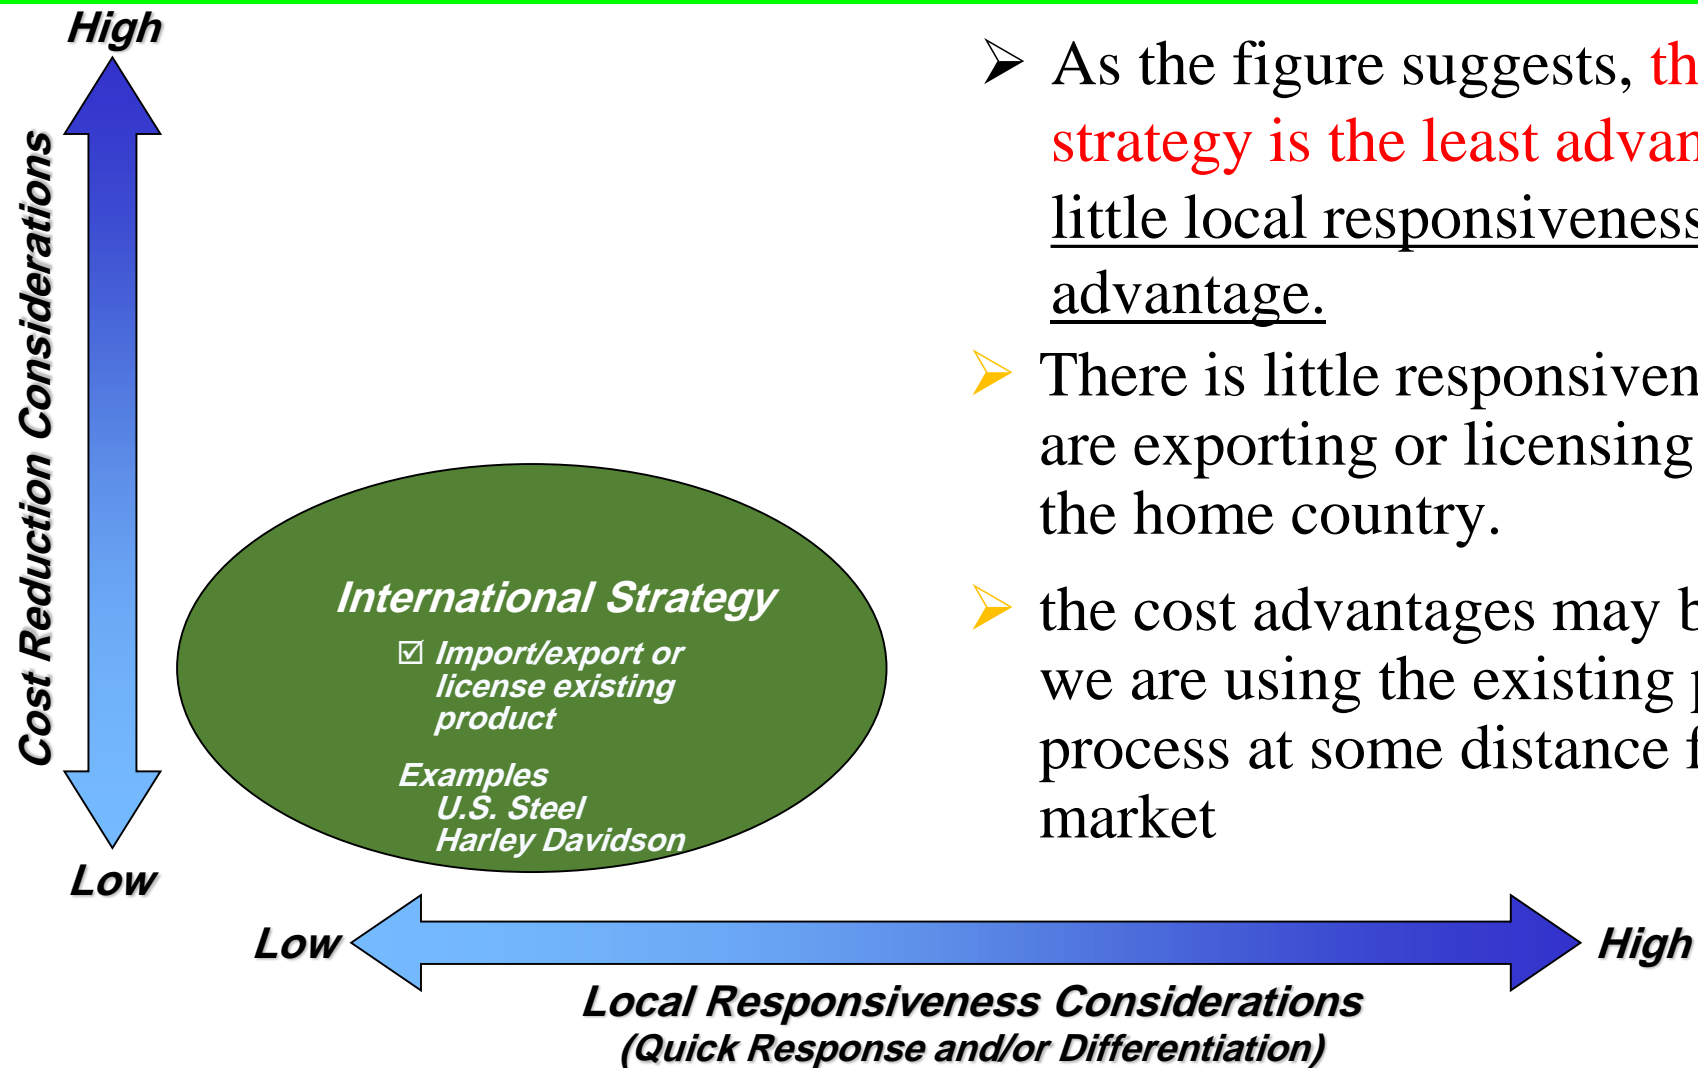 High
Cost Reduction Considerations
Low
International Strategy
☑ Import/export or
license existing
product
Examples
U.S. Steel
Harley Davidson
Low
High
Local Responsiveness Considerations
(Quick Response and/or Differentiation)
➢ As the figure suggests,
strategy is the least
little local responsiveness
advantage.
➢ There is little
are exporting or licensing
the home country.
➢ the cost advantages may
we are using the existing
process at some distance
market